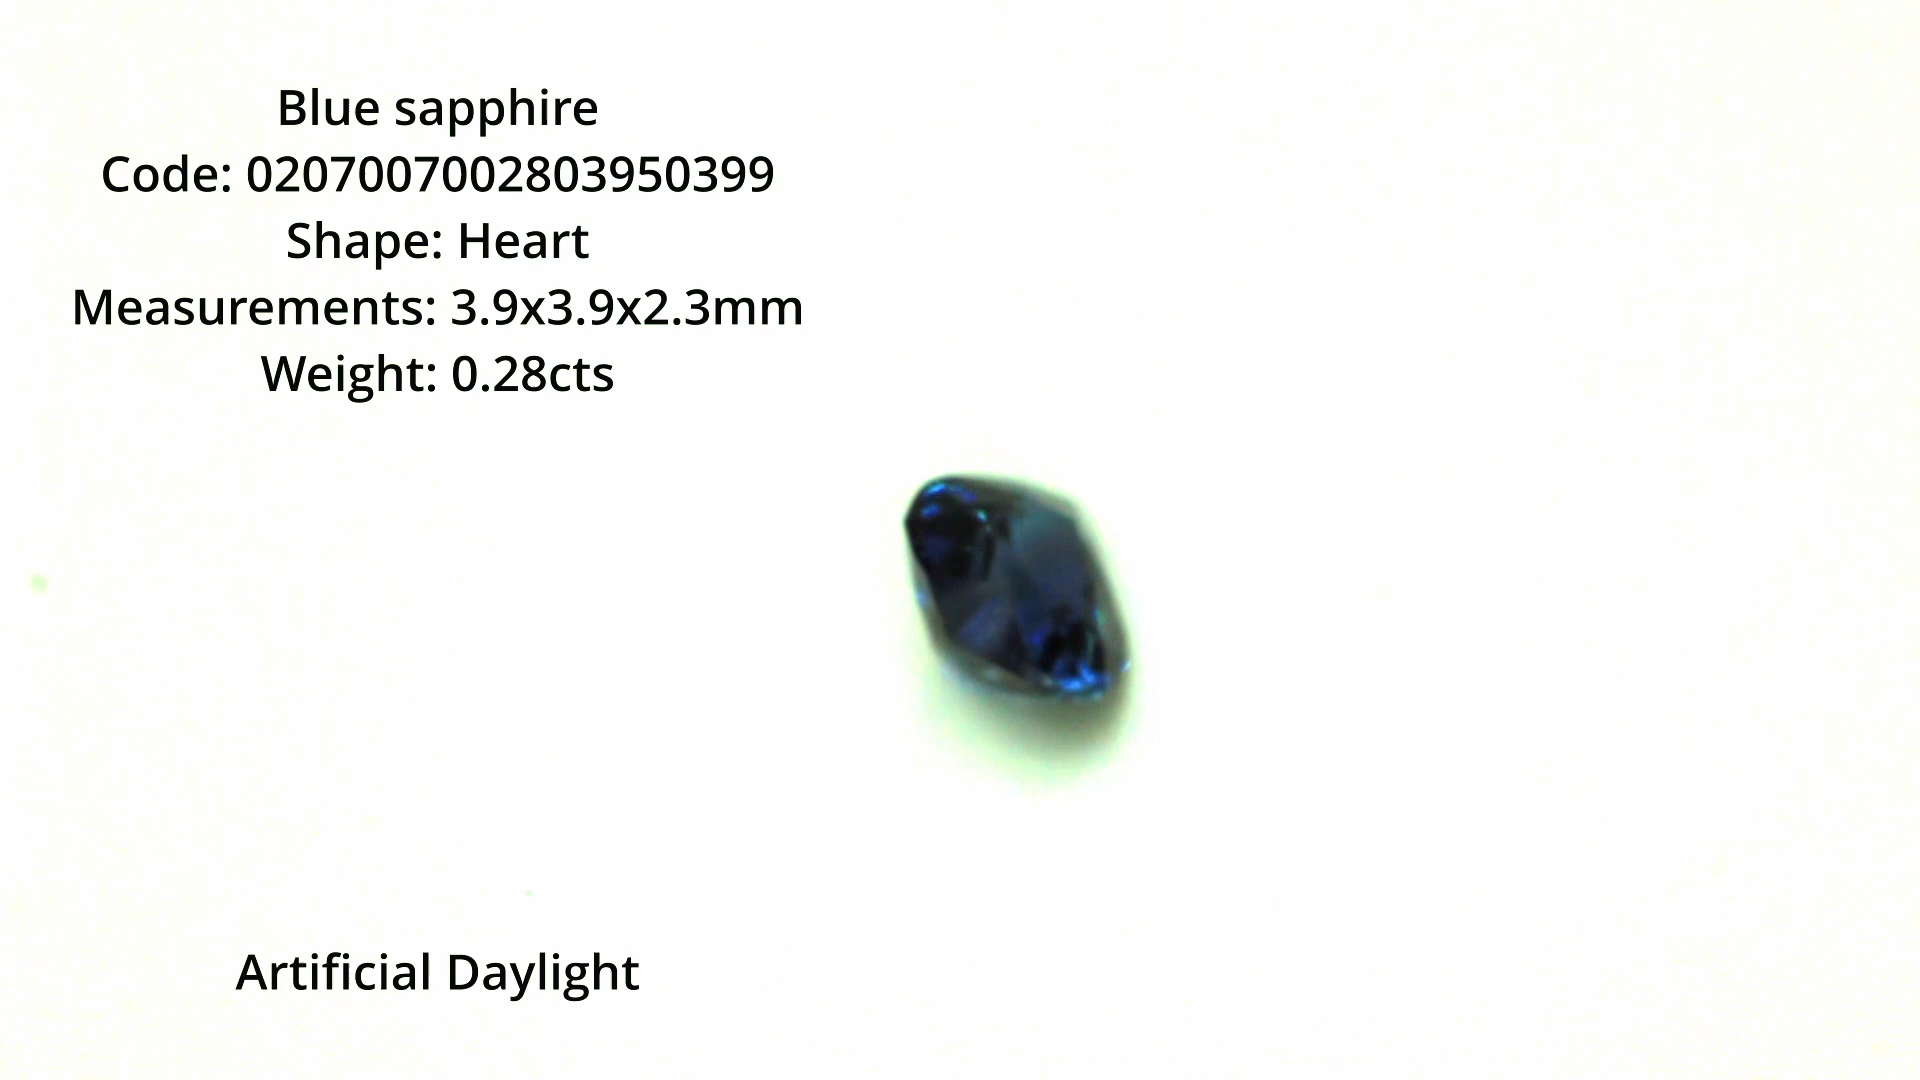 Blue sapphire
Code: 0207007002803950399
Shape: Heart
Measurements: 3.9x3.9x2.3mm
Weight: 0.28cts
Artificial Daylight